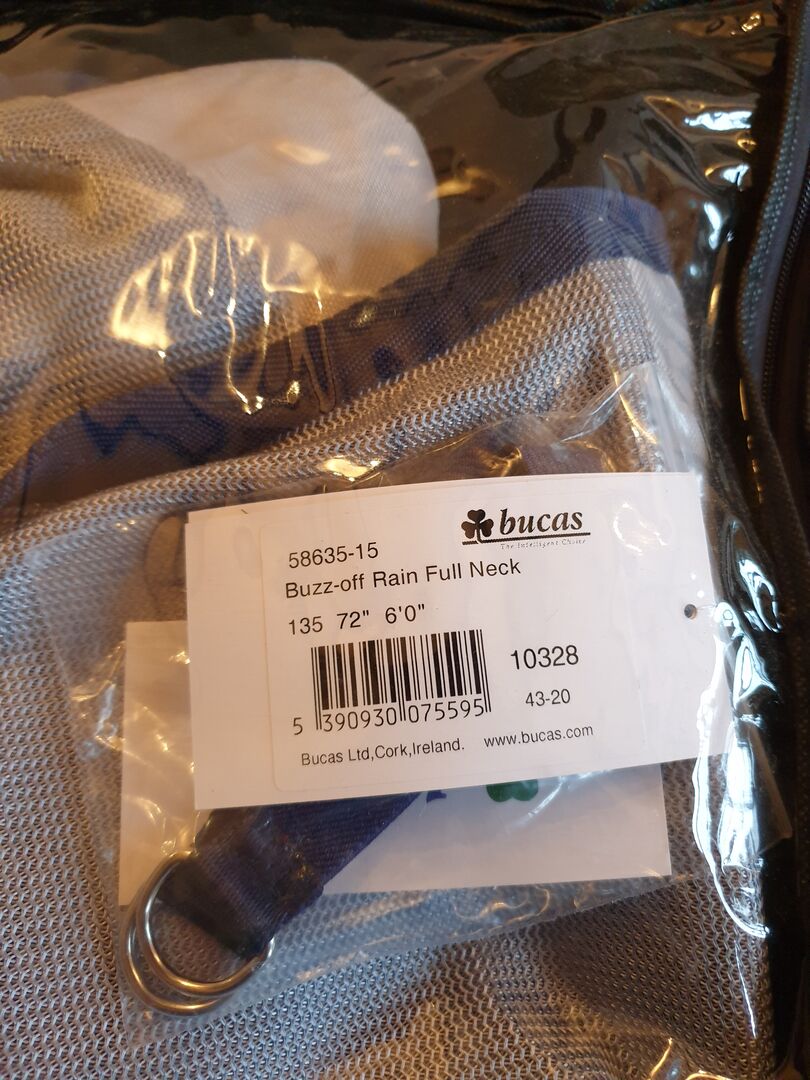 bucas
The Intelligent Choice
58635-15
Buzz-off Rain Full Neck
135 72" 6'0"
10328
43-20
5 390930 075595
Bucas Ltd,Cork,Ireland. www.bucas.com